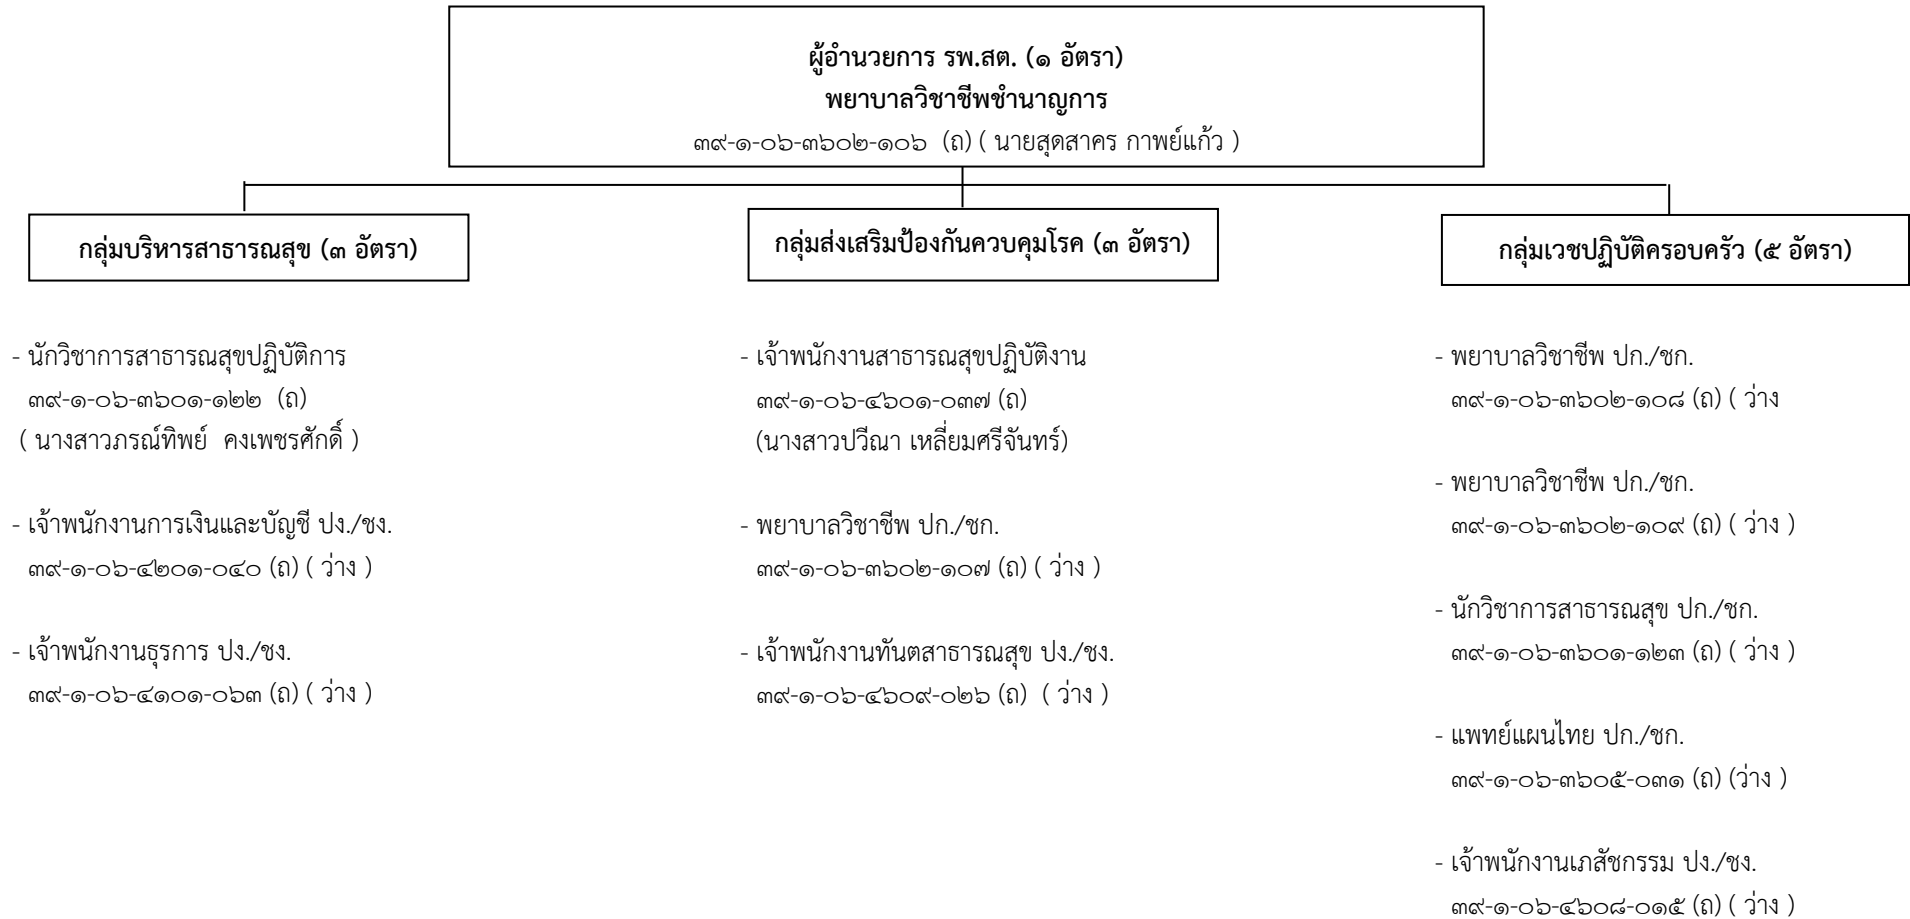 ผู้อำนวยการ รพ.สต. (๑ อัตรา)
พยาบาลวิชาชีพชำนาญการ
๓๙-๑-๐๖-๓๖๐๒-๑๐๖ (ถ) ( นายสุดสาคร กาพย์แก้ว )
กลุ่มบริหารสาธารณสุข (๓ อัตรา)
- นักวิชาการสาธารณสุขปฏิบัติการ
๓๙-๑-๐๖-๓๖๐๑-๑๒๒ (ถ)
( นางสาวภรณ์ทิพย์ คงเพชรศักดิ์ )
- เจ้าพนักงานการเงินและบัญชี ปง./ชง.
๓๙-๑-๐๖-๔๒๐๑-๐๔๐ (ถ) ( ว่าง )
- เจ้าพนักงานธุรการ ปง./ชง.
๓๙-๑-๐๖-๔๑๐๑-๐๖๓ (ถ) ( ว่าง )
กลุ่มส่งเสริมป้องกันควบคุมโรค (๓ อัตรา)
- เจ้าพนักงานสาธารณสุขปฏิบัติงาน
๓๙-๑-๐๖-๔๖๐๑-๐๓๗ (ถ)
(นางสาวปวีณา เหลี่ยมศรีจันทร์)
- พยาบาลวิชาชีพ ปก./ชก.
๓๙-๑-๐๖-๓๖๐๒-๑๐๗ (ถ) ( ว่าง )
- เจ้าพนักงานทันตสาธารณสุข ปง./ชง.
๓๙-๑-๐๖-๔๖๐๙-๐๒๖ (ถ) ( ว่าง )
กลุ่มเวชปฏิบัติครอบครัว (๕ อัตรา)
- พยาบาลวิชาชีพ ปก./ชก.
๓๙-๑-๐๖-๓๖๐๒-๑๐๘ (ถ) ( ว่าง
- พยาบาลวิชาชีพ ปก./ชก.
๓๙-๑-๐๖-๓๖๐๒-๑๐๙ (ถ) ( ว่าง )
- นักวิชาการสาธารณสุข ปก./ชก.
๓๙-๑-๐๖-๓๖๐๑-๑๒๓ (ถ) ( ว่าง )
- แพทย์แผนไทย ปก./ชก.
๓๙-๑-๐๖-๓๖๐๕-๐๓๑ (ถ) (ว่าง )
- เจ้าพนักงานเภสัชกรรม ปง./ชง.
๓๙-๑-๐๖-๔๖๐๘-๐๑๕ (ถ) ( ว่าง )